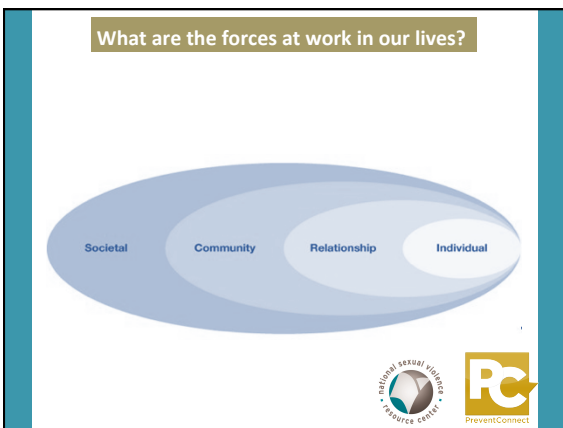 What are the forces at work in our lives?
Societal
Community
Relationship
Individual
national sexual violence
resource center
PC
PreventConnect